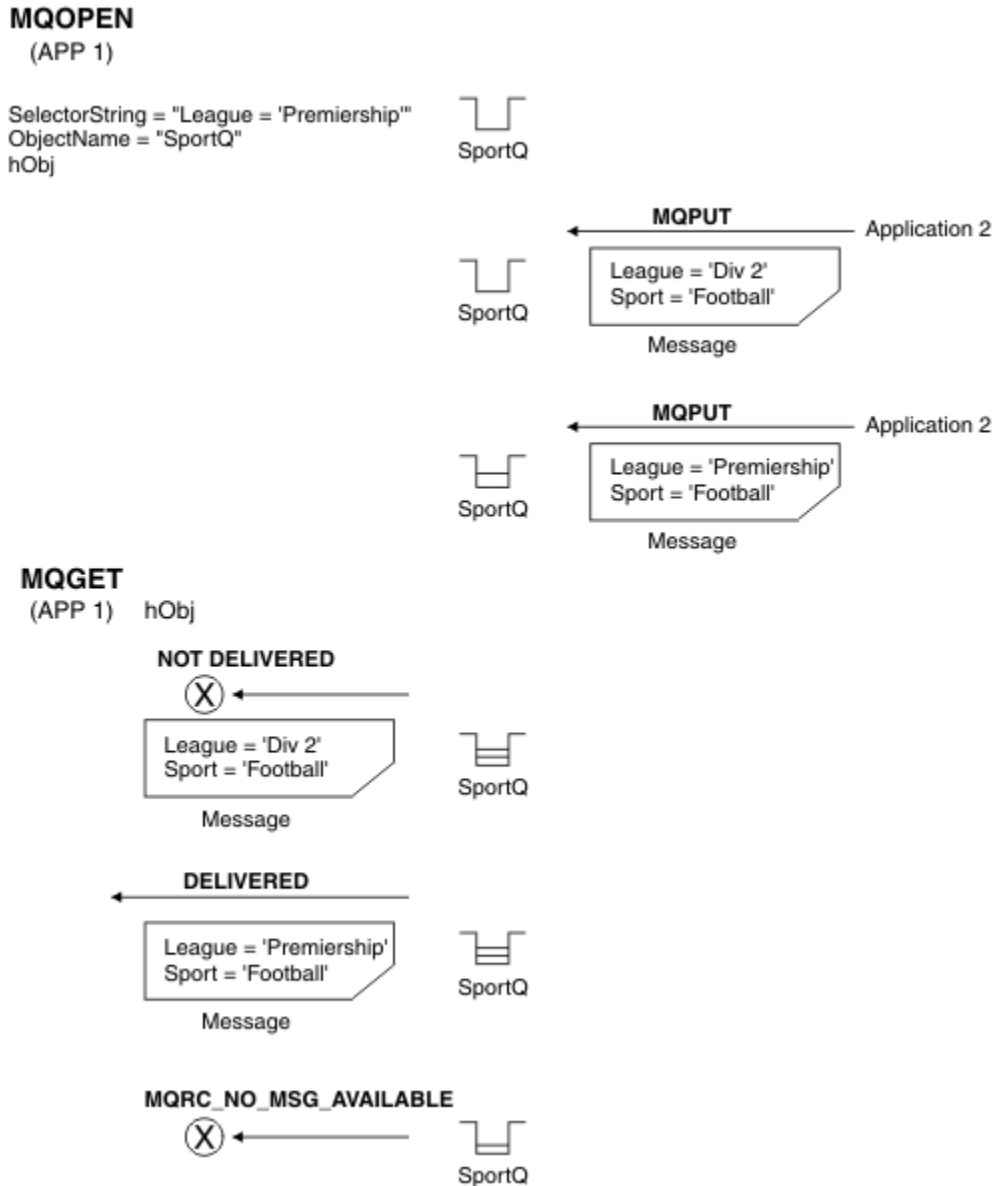 MQOPEN
(APP 1)
SelectorString = "League = 'Premiership'"
ObjectName = "SportQ"
hObj
SportQ
MQPUT
Application 2
League = 'Div 2'
Sport = 'Football'
SportQ
Message
MQPUT
Application 2
League = 'Premiership'
Sport = 'Football'
SportQ
Message
MQGET
(APP 1) hObj
NOT DELIVERED
X
League = 'Div 2'
Sport = 'Football'
SportQ
Message
DELIVERED
League = 'Premiership'
Sport = 'Football'
SportQ
Message
MQRC_NO_MSG_AVAILABLE
X
SportQ